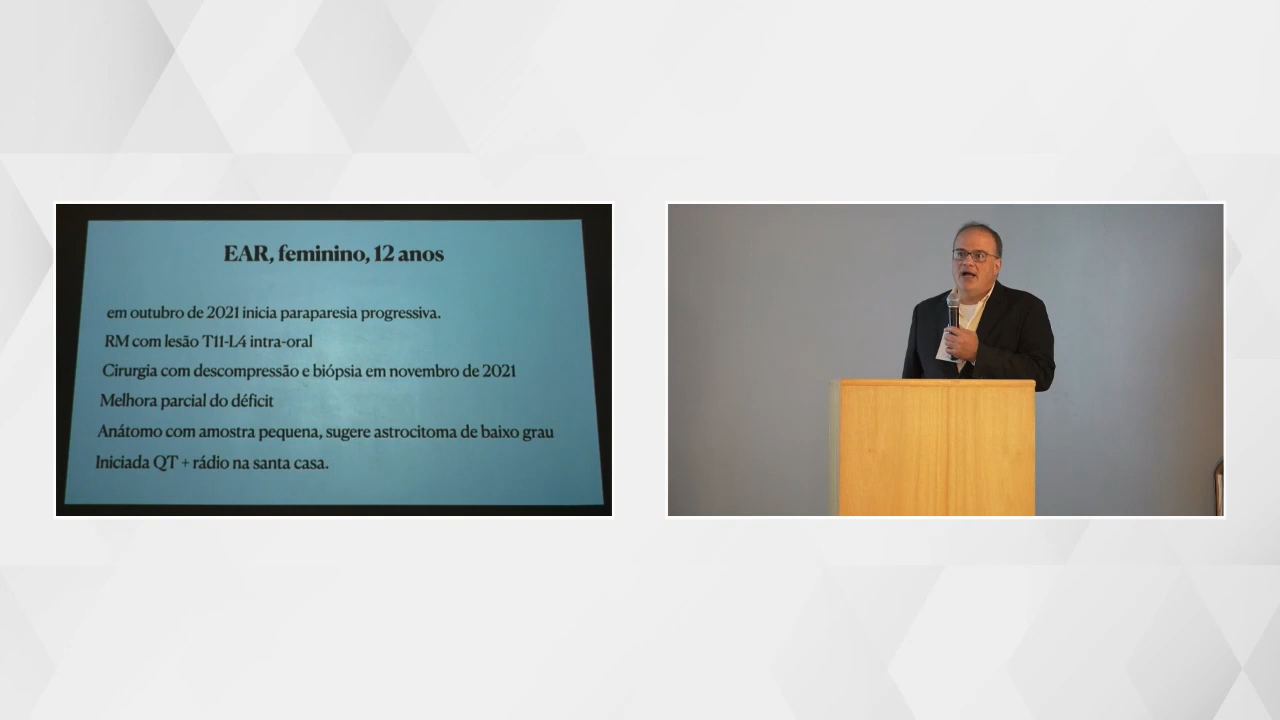 EAR, feminino, 12 anos
em outubro de 2021 inicia paraparesia progressiva.
RM com lesão T11-L4 intra-oral
Cirurgia com descompressão e biópsia em novembro de 2021
Melhora parcial do déficit
Anátomo com amostra pequena, sugere astrocitoma de baixo grau
Iniciada QT + rádio na santa casa.